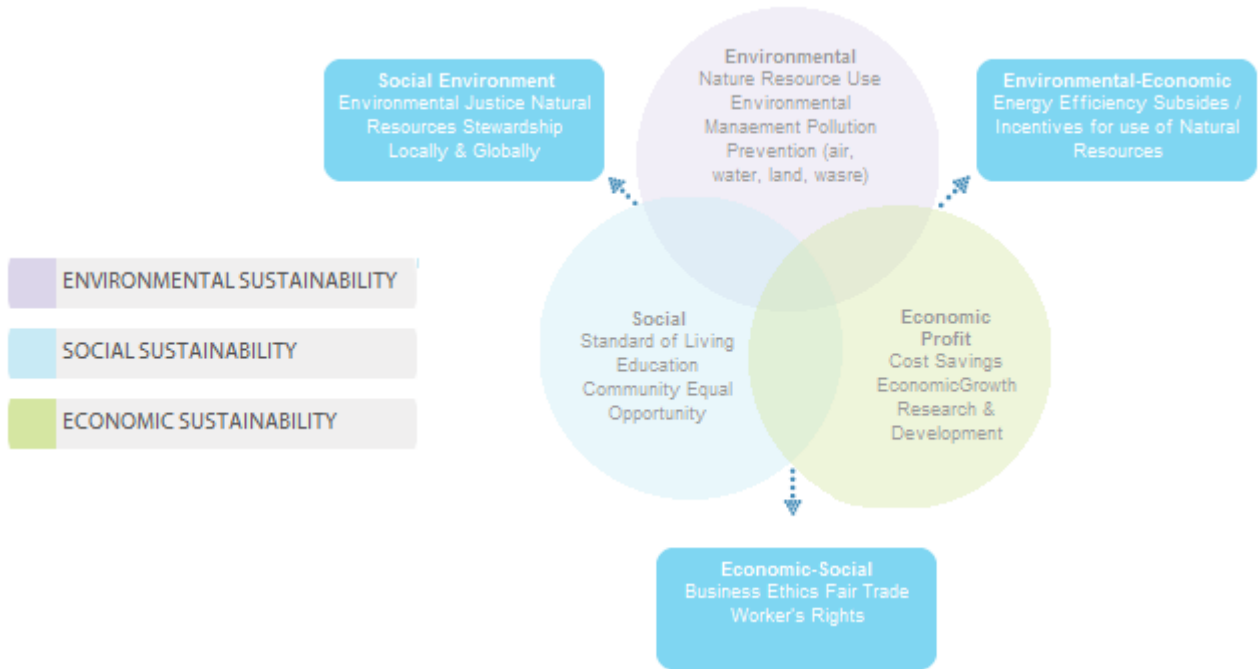 Environmental
Nature Resource Use
Environmental
Manaement Pollution
Prevention (air,
water, land, wasre)
Social Environment
Environmental Justice Natural
Resources Stewardship
Locally & Globally
Environmental-Economic
Energy Efficiency Subsides /
Incentives for use of Natural
Resources
ENVIRONMENTAL SUSTAINABILITY
SOCIAL SUSTAINABILITY
ECONOMIC SUSTAINABILITY
Social
Standard of Living
Education
Community Equal
Opportunity
Economic
Profit
Cost Savings
EconomicGrowth
Research &
Development
Economic-Social
Business Ethics Fair Trade
Worker's Rights